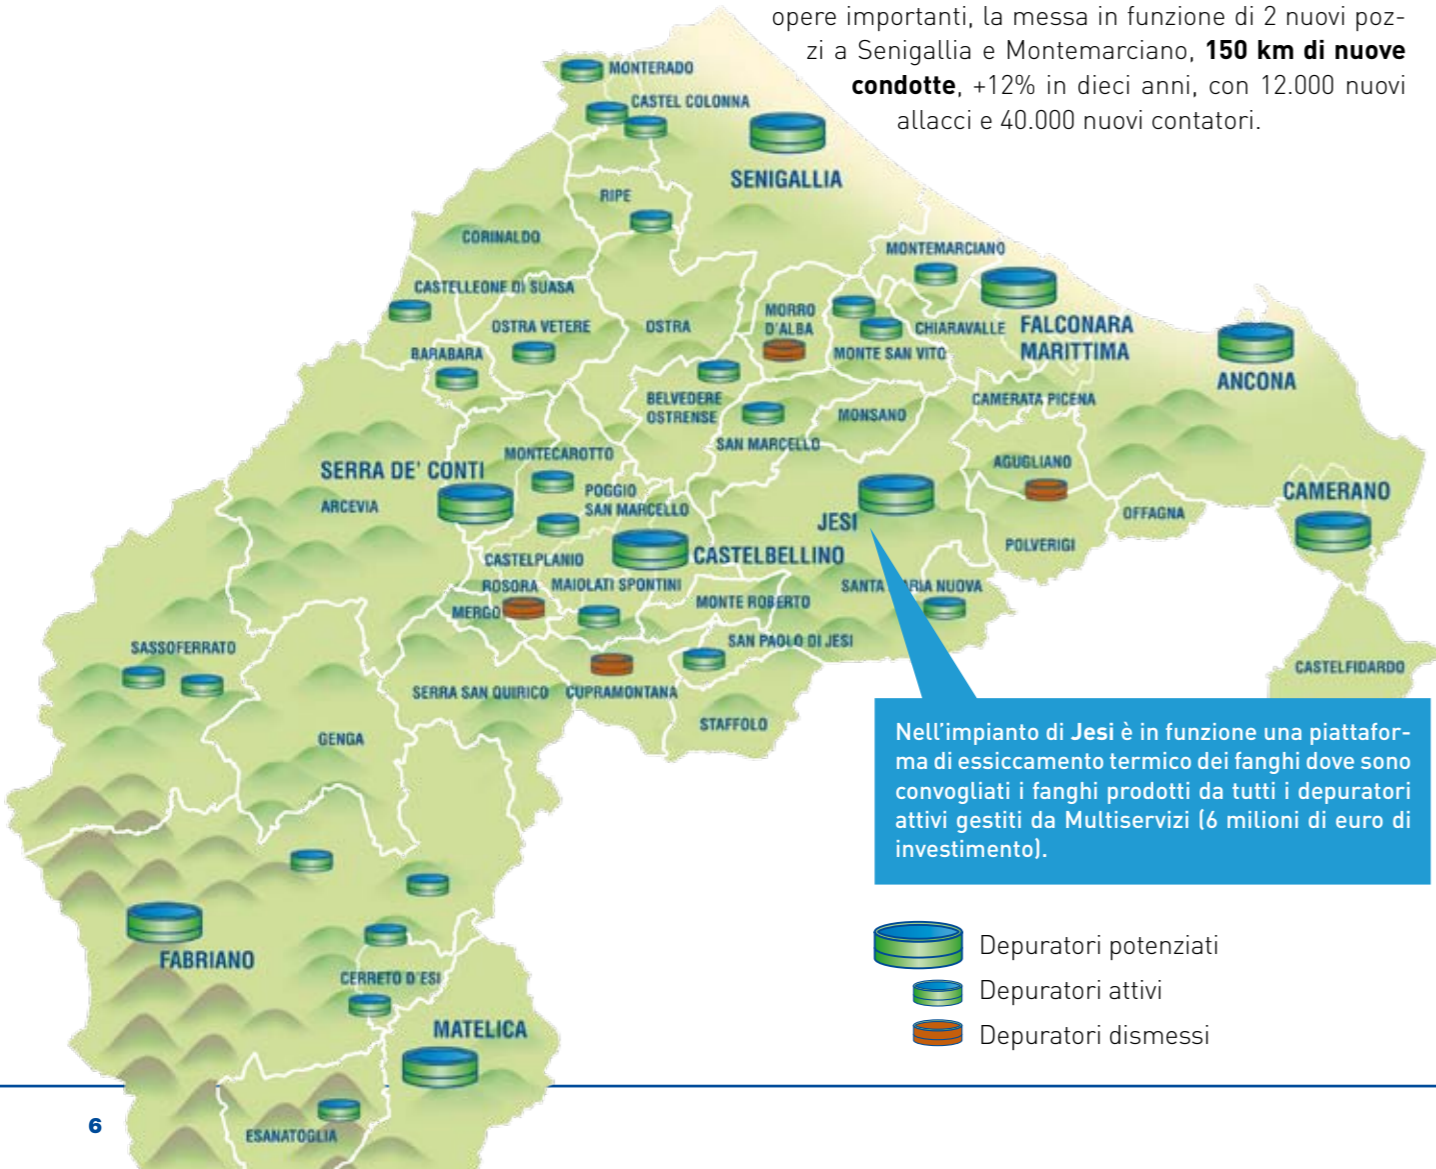 opere importanti, la messa in funzione di 2 nuovi poz-
zi a Senigallia e Montemarciano, 150 km di nuove
condotte, +12% in dieci anni, con 12.000 nuovi
allacci e 40.000 nuovi contatori.
MONTERADO
CASTEL COLONNA
SENIGALLIA
RIPE
CORINALDO
MONTEMARCIANO
CASTELLEONE DI SUASA
OSTRA VETERE
OSTRA
MORRO
D'ALBA
CHIARAVALLE
FALCONARA
MARITTIMA
BARABARA
MONTE SAN VITO
ANCONA
BELVEDERE
OSTRENSE
CAMERATA PICENA
MONSANO
SAN MARCELLO
MONTECAROTTO
SERRA DE' CONTI
AGUGLIANO
POGGIO
SAN MARCELLO
CAMERANO
ARCEVIA
OFFAGNA
JESI
POLVERIGI
CASTELPLANIO
CASTELBELLINO
ROSORA
MAIOLATI SPONTINI
SANTA MARIA NUOVA
MERGO
MONTE ROBERTO
SASSOFERRATO
SAN PAOLO DI JESI
CASTELFIDARDO
SERRA SAN QUIRICO
CUPRAMONTANA
STAFFOLO
GENGA
Nell'impianto di Jesi è in funzione una piattafor-
ma di essiccamento termico dei fanghi dove sono
convogliati i fanghi prodotti da tutti i depuratori
attivi gestiti da Multiservizi (6 milioni di euro di
investimento).
FABRIANO
CERRETO D'ESI
MATELICA
ESANATOGLIA
Depuratori potenziati
Depuratori attivi
Depuratori dismessi
6